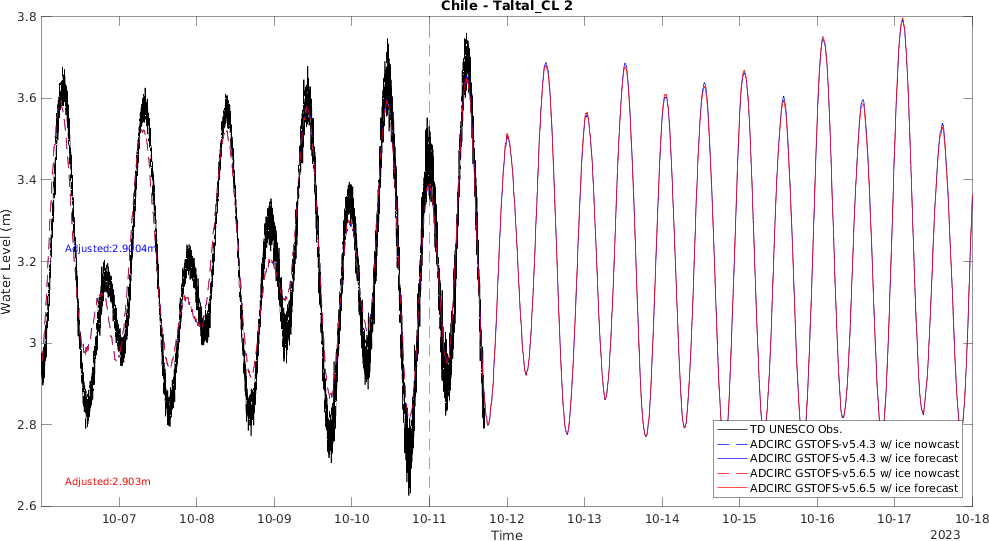 Chile - Taltal_CL 2
3.8
3.6
3.4
3.2
3
2.8
2.6
Water Level (m)
Adjusted:2.9004m
Adjusted:2.903m
TD UNESCO Obs.
ADCIRC GSTOFS-v5.4.3 w/ ice nowcast
ADCIRC GSTOFS-v5.4.3 w/ ice forecast
ADCIRC GSTOFS-v5.6.5 w/ ice nowcast
ADCIRC GSTOFS-v5.6.5 w/ ice forecast
10-07 10-08 10-09 10-10 10-11 10-12 10-13 10-14 10-15 10-16 10-17 10-18
Time
2023